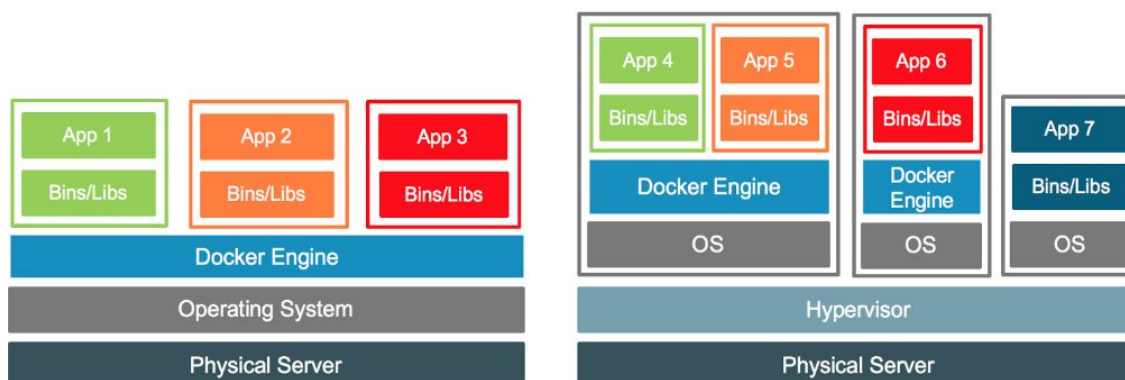 App 1
Bins/Libs
App 2
Bins/Libs
App 3
Bins/Libs
Docker Engine
Operating System
Physical Server
App 4
Bins/Libs
App 5
Bins/Libs
Docker Engine
OS
App 6
Bins/Libs
Docker
Engine
OS
App 7
Bins/Libs
OS
Hypervisor
Physical Server